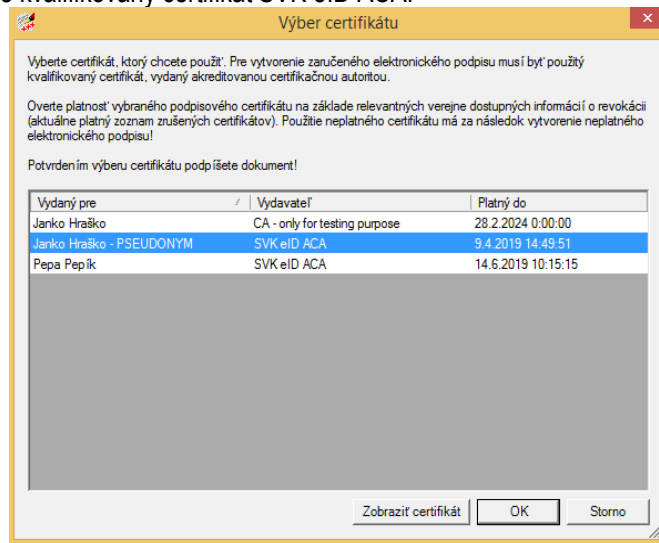 kvalifikovaný certifikát SVK eID ACA.
Výber certifikátu
Vyberte certifikát, ktorý chcete použiť. Pre vytvorenie zaručeného elektronického podpisu musí byť použitý
kvalifikovaný certifikát, vydaný akreditovanou certifikačnou autoritou.
Overte platnosť vybraného podpisového certifikátu na základe relevantných verejne dostupných informácií o revokácii
(aktuálne platný zoznam zrušených certifikátov). Použitie neplatného certifikátu má za následok vytvorenie neplatného
elektronického podpisu!
Potvrdením výberu certifikátu podpíšete dokument!
Vydaný pre Vydavateľ Platný do
Janko Hraško CA - only for testing purpose 28.2.2024 0:00:00
Janko Hraško - PSEUDONYM SVK eID ACA 9.4.2019 14:49:51
Pepa Pepík SVK eID ACA 14.6.2019 10:15:15
Zobraziť certifikát OK Storno